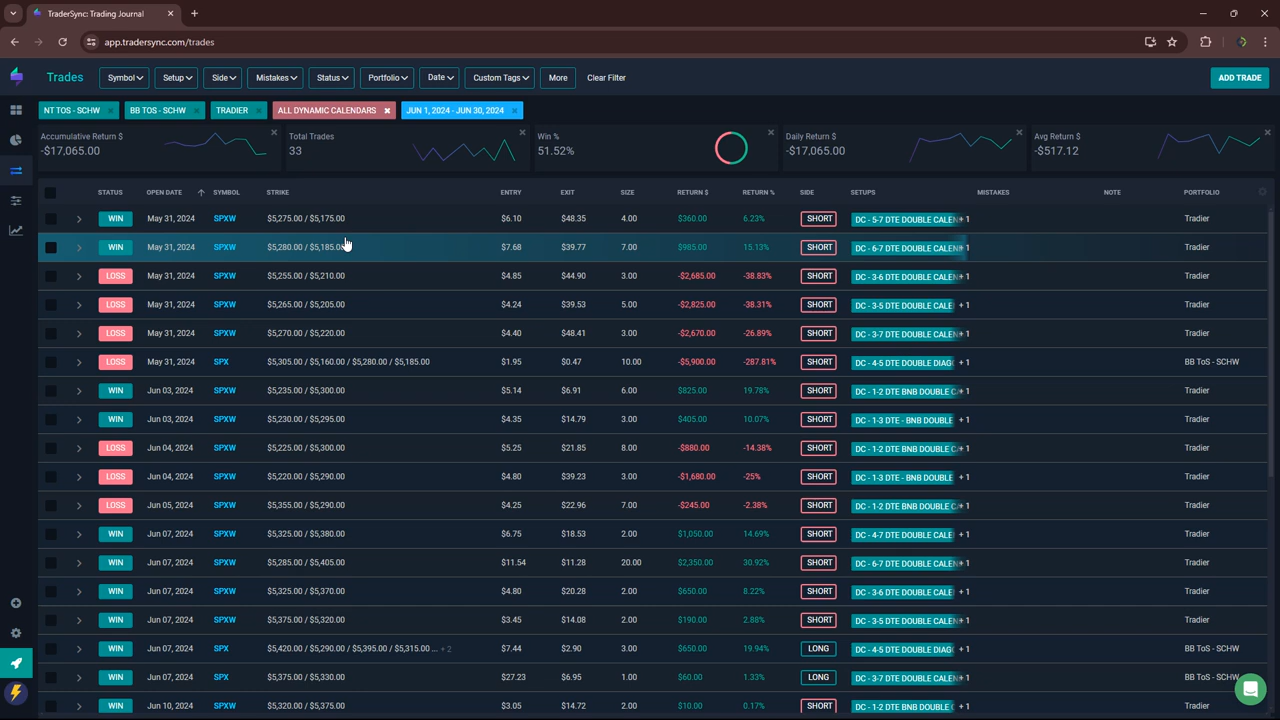 TraderSync: Trading Journal
app.tradersync.com/trades
Trades Symbol Setup Side Mistakes Status Portfolio Date Custom Tags More Clear Filter ADD TRADE
NT TOS - SCHW BB TOS - SCHW TRADIER ALL DYNAMIC CALENDARS JUN 1, 2024 - JUN 30, 2024
Accumulative Return $ Total Trades Win % Daily Return $ Avg Return $
-$17,065.00 33 51.52% -$17,065.00 -$517.12
STATUS OPEN DATE SYMBOL STRIKE ENTRY EXIT SIZE RETURN $ RETURN % SIDE SETUPS MISTAKES NOTE PORTFOLIO
WIN May 31, 2024 SPXW $5,275.00 / $5,175.00 $6.10 $48.35 4.00 $360.00 6.23% SHORT DC - 5-7 DTE DOUBLE CALEN + 1 Tradier
WIN May 31, 2024 SPXW $5,280.00 / $5,185.00 $7.68 $39.77 7.00 $985.00 15.13% SHORT DC - 6-7 DTE DOUBLE CALEN + 1 Tradier
LOSS May 31, 2024 SPXW $5,255.00 / $5,210.00 $4.85 $44.90 3.00 -$2,685.00 -38.83% SHORT DC - 3-6 DTE DOUBLE CALE + 1 Tradier
LOSS May 31, 2024 SPXW $5,265.00 / $5,205.00 $4.24 $39.53 5.00 -$2,825.00 -38.31% SHORT DC - 3-5 DTE DOUBLE CALE + 1 Tradier
LOSS May 31, 2024 SPXW $5,270.00 / $5,220.00 $4.40 $48.41 3.00 -$2,670.00 -26.89% SHORT DC - 3-7 DTE DOUBLE CALE + 1 Tradier
LOSS May 31, 2024 SPX $5,305.00 / $5,160.00 / $5,280.00 / $5,185.00 $1.95 $0.47 10.00 -$5,900.00 -287.81% SHORT DC - 4-5 DTE DOUBLE DIAG + 1 BB ToS - SCHW
WIN Jun 03, 2024 SPXW $5,235.00 / $5,300.00 $5.14 $6.91 6.00 $825.00 19.78% SHORT DC - 1-2 DTE BNB DOUBLE C + 1 Tradier
WIN Jun 03, 2024 SPXW $5,230.00 / $5,295.00 $4.35 $14.79 3.00 $405.00 10.07% SHORT DC - 1-3 DTE - BNB DOUBLE + 1 Tradier
LOSS Jun 04, 2024 SPXW $5,225.00 / $5,300.00 $5.25 $21.85 8.00 -$880.00 -14.38% SHORT DC - 1-2 DTE BNB DOUBLE C + 1 Tradier
LOSS Jun 04, 2024 SPXW $5,220.00 / $5,290.00 $4.80 $39.23 3.00 -$1,680.00 -25% SHORT DC - 1-3 DTE - BNB DOUBLE + 1 Tradier
LOSS Jun 05, 2024 SPXW $5,355.00 / $5,290.00 $4.25 $22.96 7.00 -$245.00 -2.38% SHORT DC - 1-2 DTE BNB DOUBLE C + 1 Tradier
WIN Jun 07, 2024 SPXW $5,325.00 / $5,380.00 $6.75 $18.53 2.00 $1,050.00 14.69% SHORT DC - 4-7 DTE DOUBLE CALE + 1 Tradier
WIN Jun 07, 2024 SPXW $5,285.00 / $5,405.00 $11.54 $11.28 20.00 $2,350.00 30.92% SHORT DC - 6-7 DTE DOUBLE CALE + 1 Tradier
WIN Jun 07, 2024 SPXW $5,325.00 / $5,370.00 $4.80 $20.28 2.00 $650.00 8.22% SHORT DC - 3-6 DTE DOUBLE CALE + 1 Tradier
WIN Jun 07, 2024 SPXW $5,375.00 / $5,320.00 $3.45 $14.08 2.00 $190.00 2.88% SHORT DC - 3-5 DTE DOUBLE CALE + 1 Tradier
WIN Jun 07, 2024 SPX $5,420.00 / $5,290.00 / $5,395.00 / $5,315.00 ... + 2 $7.44 $2.90 3.00 $650.00 19.94% LONG DC - 4-5 DTE DOUBLE DIAG + 1 BB ToS - SCHW
WIN Jun 07, 2024 SPX $5,375.00 / $5,330.00 $27.23 $6.95 1.00 $60.00 1.33% LONG DC - 3-7 DTE DOUBLE CALE + 1 BB ToS - SCHW
WIN Jun 10, 2024 SPXW $5,320.00 / $5,375.00 $3.05 $14.72 2.00 $10.00 0.17% SHORT DC - 1-2 DTE BNB DOUBLE C + 1 Tradier